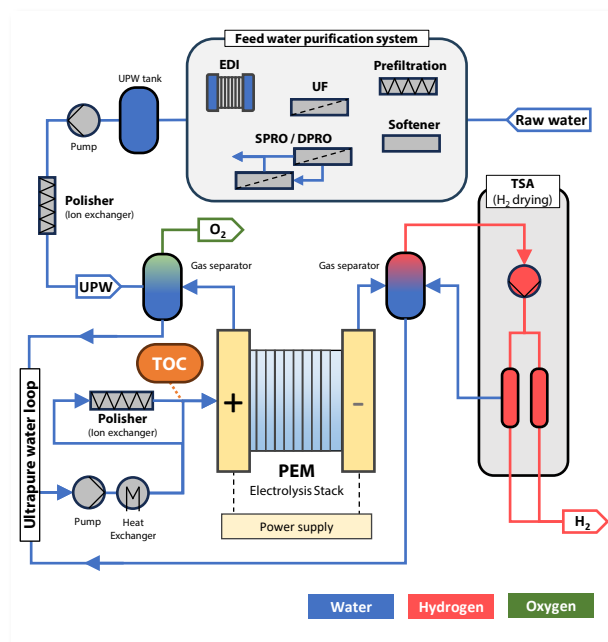 Feed water purification system
EDI
UF
Prefiltration
SPRO / DPRO
Softener
UPW tank
Pump
Raw water
Polisher
(Ion exchanger)
TSA
(H₂ drying)
O₂
Gas separator
Gas separator
UPW
TOC
Ultrapure water loop
Polisher
(Ion exchanger)
+
-
PEM
Electrolysis Stack
Pump
Heat
Exchanger
Power supply
H₂
Water
Hydrogen
Oxygen